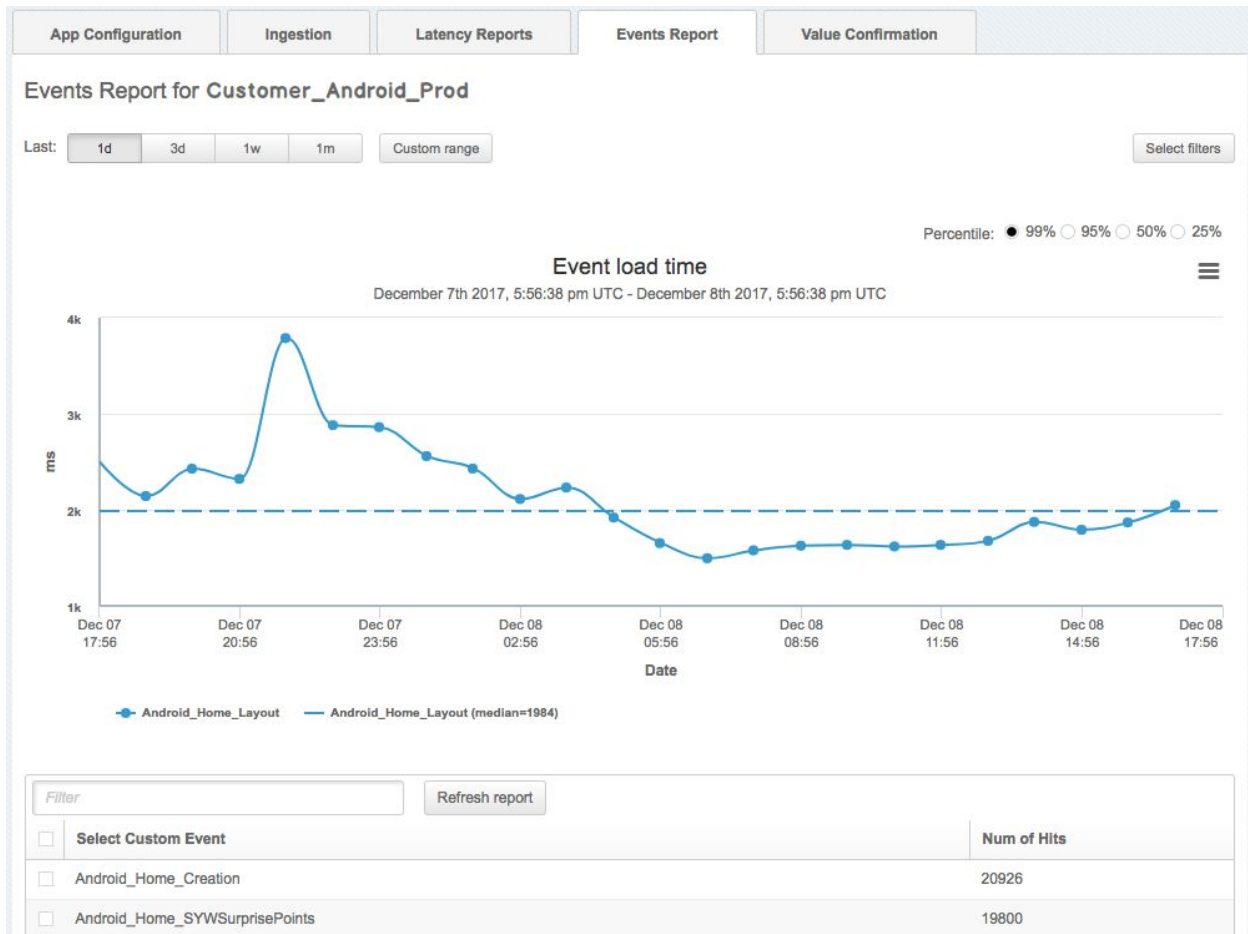 App Configuration Ingestion Latency Reports Events Report Value Confirmation
Events Report for Customer_Android_Prod
Last: 1d 3d 1w 1m Custom range Select filters
Percentile: 99% 95% 50% 25%
Event load time
December 7th 2017, 5:56:38 pm UTC - December 8th 2017, 5:56:38 pm UTC
4k
3k
ms
2k
1k
Dec 07 Dec 07 Dec 07 Dec 08 Dec 08 Dec 08 Dec 08 Dec 08 Dec 08
17:56 20:56 23:56 02:56 05:56 08:56 11:56 14:56 17:56
Date
Android_Home_Layout Android_Home_Layout (median=1984)
Filter Refresh report
Select Custom Event Num of Hits
Android_Home_Creation 20926
Android_Home_SYWSurprisePoints 19800